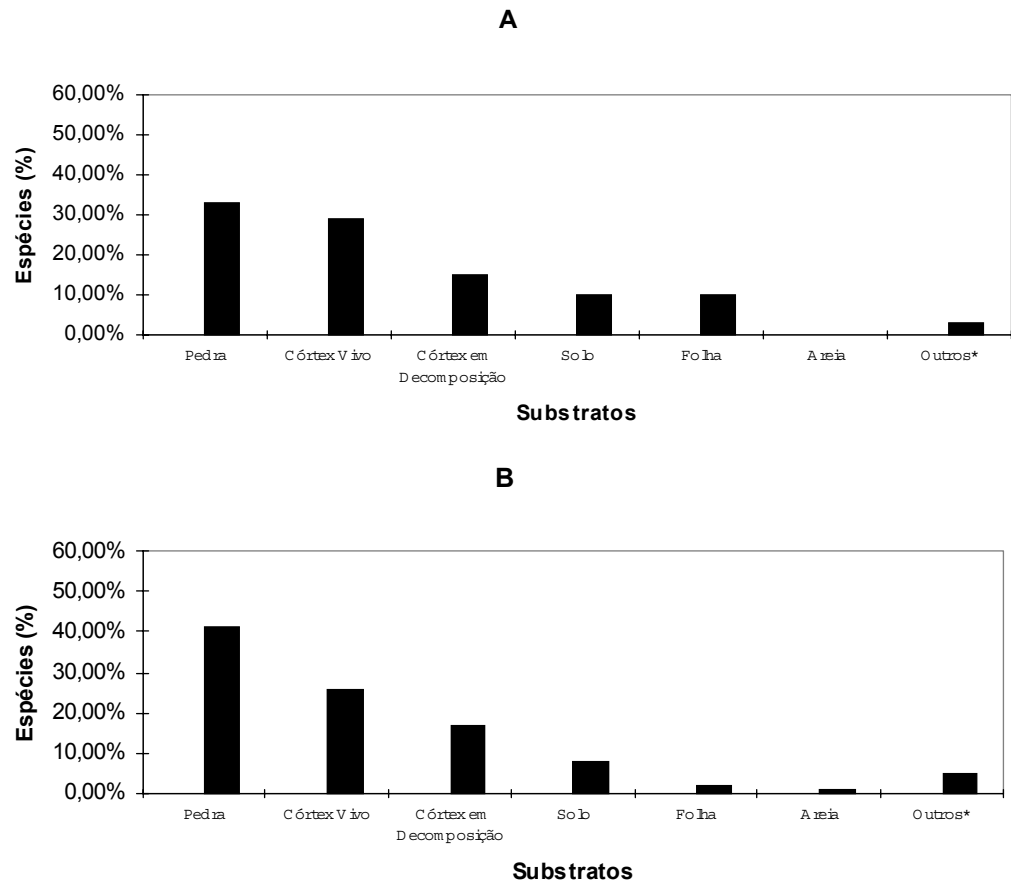 A
60,00%
50,00%
40,00%
30,00%
20,00%
10,00%
0,00%
Espécies (%)
Pedra Córtex Vivo Córtex em Decomposição Solo Folha Areia Outros*
Substratos
B
60,00%
50,00%
40,00%
30,00%
20,00%
10,00%
0,00%
Espécies (%)
Pedra Córtex Vivo Córtex em Decomposição Solo Folha Areia Outros*
Substratos